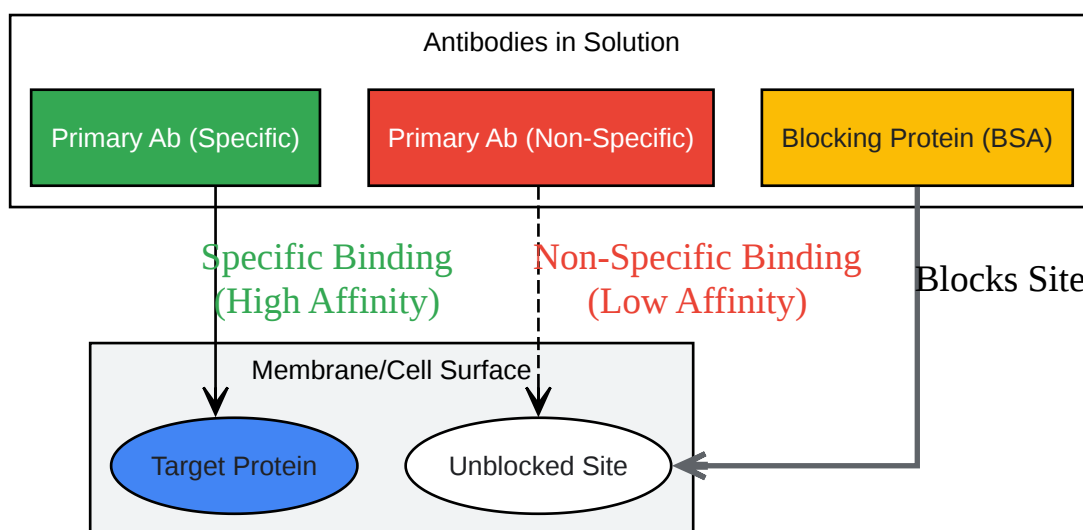 Antibodies in Solution
Primary Ab (Specific)
Primary Ab (Non-Specific)
Blocking Protein (BSA)
Specific Binding
(High Affinity)
Non-Specific Binding
(Low Affinity)
Blocks Site
Membrane/Cell Surface
Target Protein
Unblocked Site